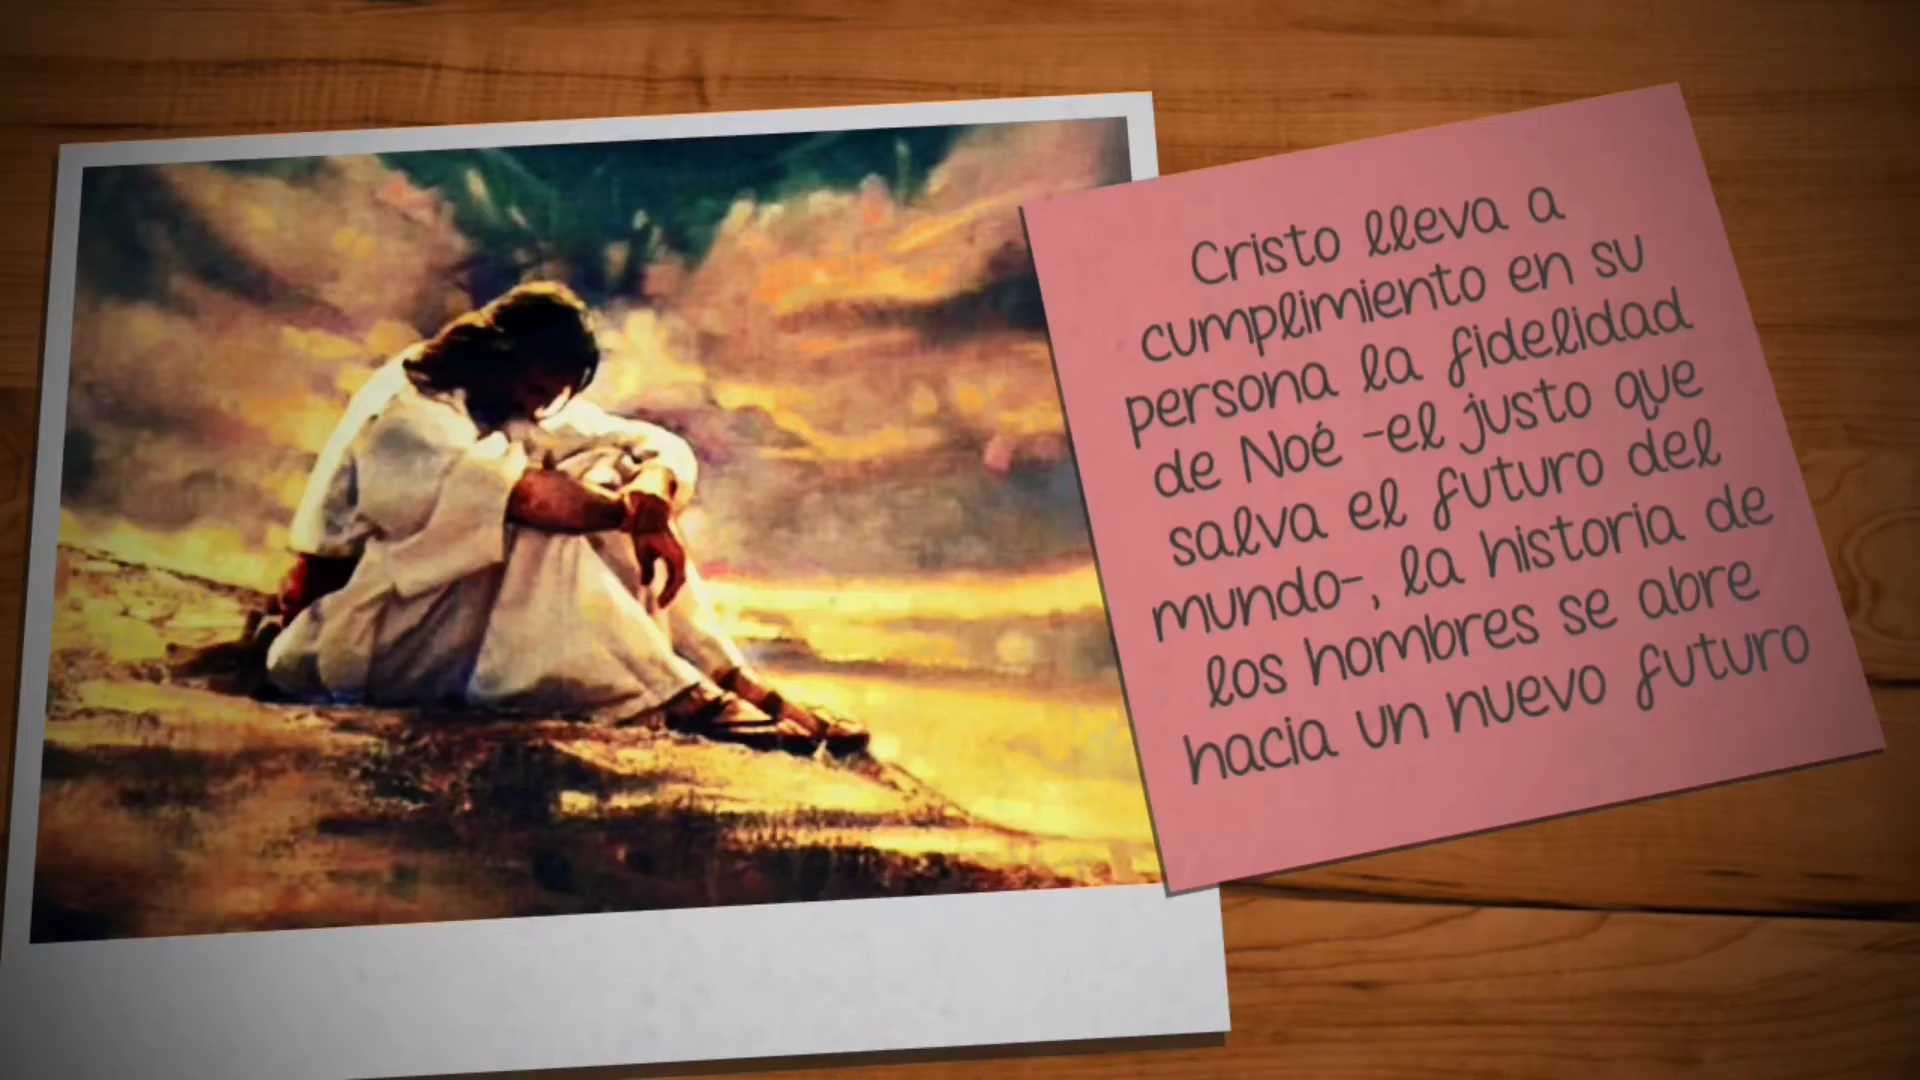 Cristo lleva a
cumplimiento en su
persona la fidelidad
de Noé -el justo que
salva el futuro del
mundo-, la historia de
los hombres se abre
hacia un nuevo futuro